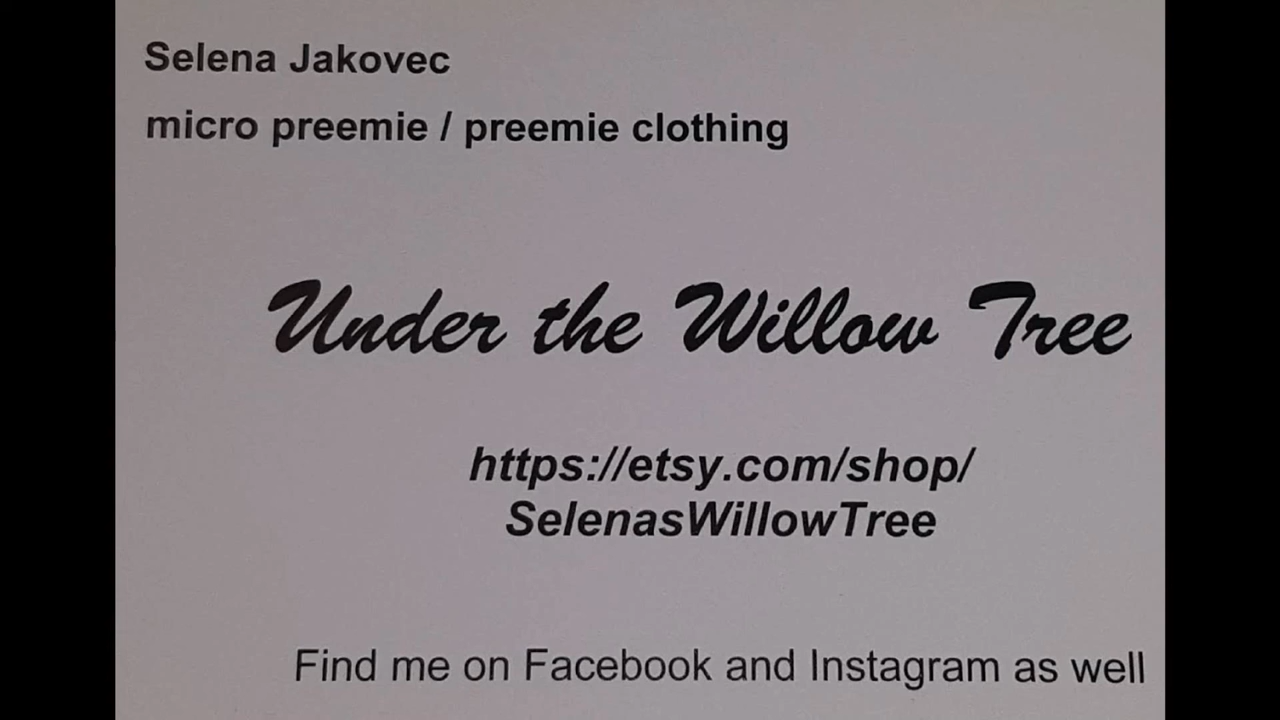 Selena Jakovec
micro preemie / preemie clothing
Under the Willow Tree
https://etsy.com/shop/
SelenasWillowTree
Find me on Facebook and Instagram as well